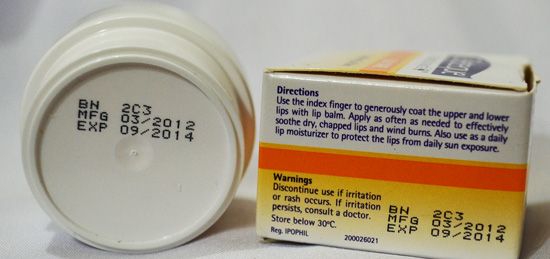 BN 2C3
MFG 03/2012
EXP 09/2014
Directions
Use the index finger to generously coat the upper and lower
lips with lip balm. Apply as often as needed to effectively
soothe dry, chapped lips and wind burns. Also use as a daily
lip moisturizer to protect the lips from daily sun exposure.
Warnings
Discontinue use if irritation
or rash occurs. If irritation
persists, consult a doctor.
Store below 30°C.
Reg. IPOPHIL
200026021
BN 2C3
MFG 03/2012
EXP 09/2014